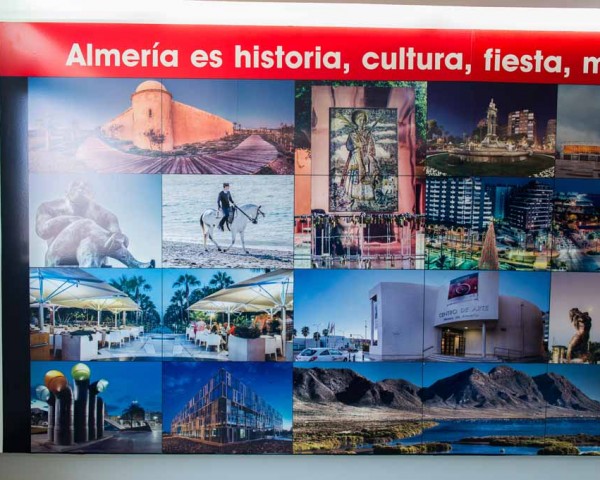 Almería es historia, cultura, fiesta, m
CENTRO DE ARTE